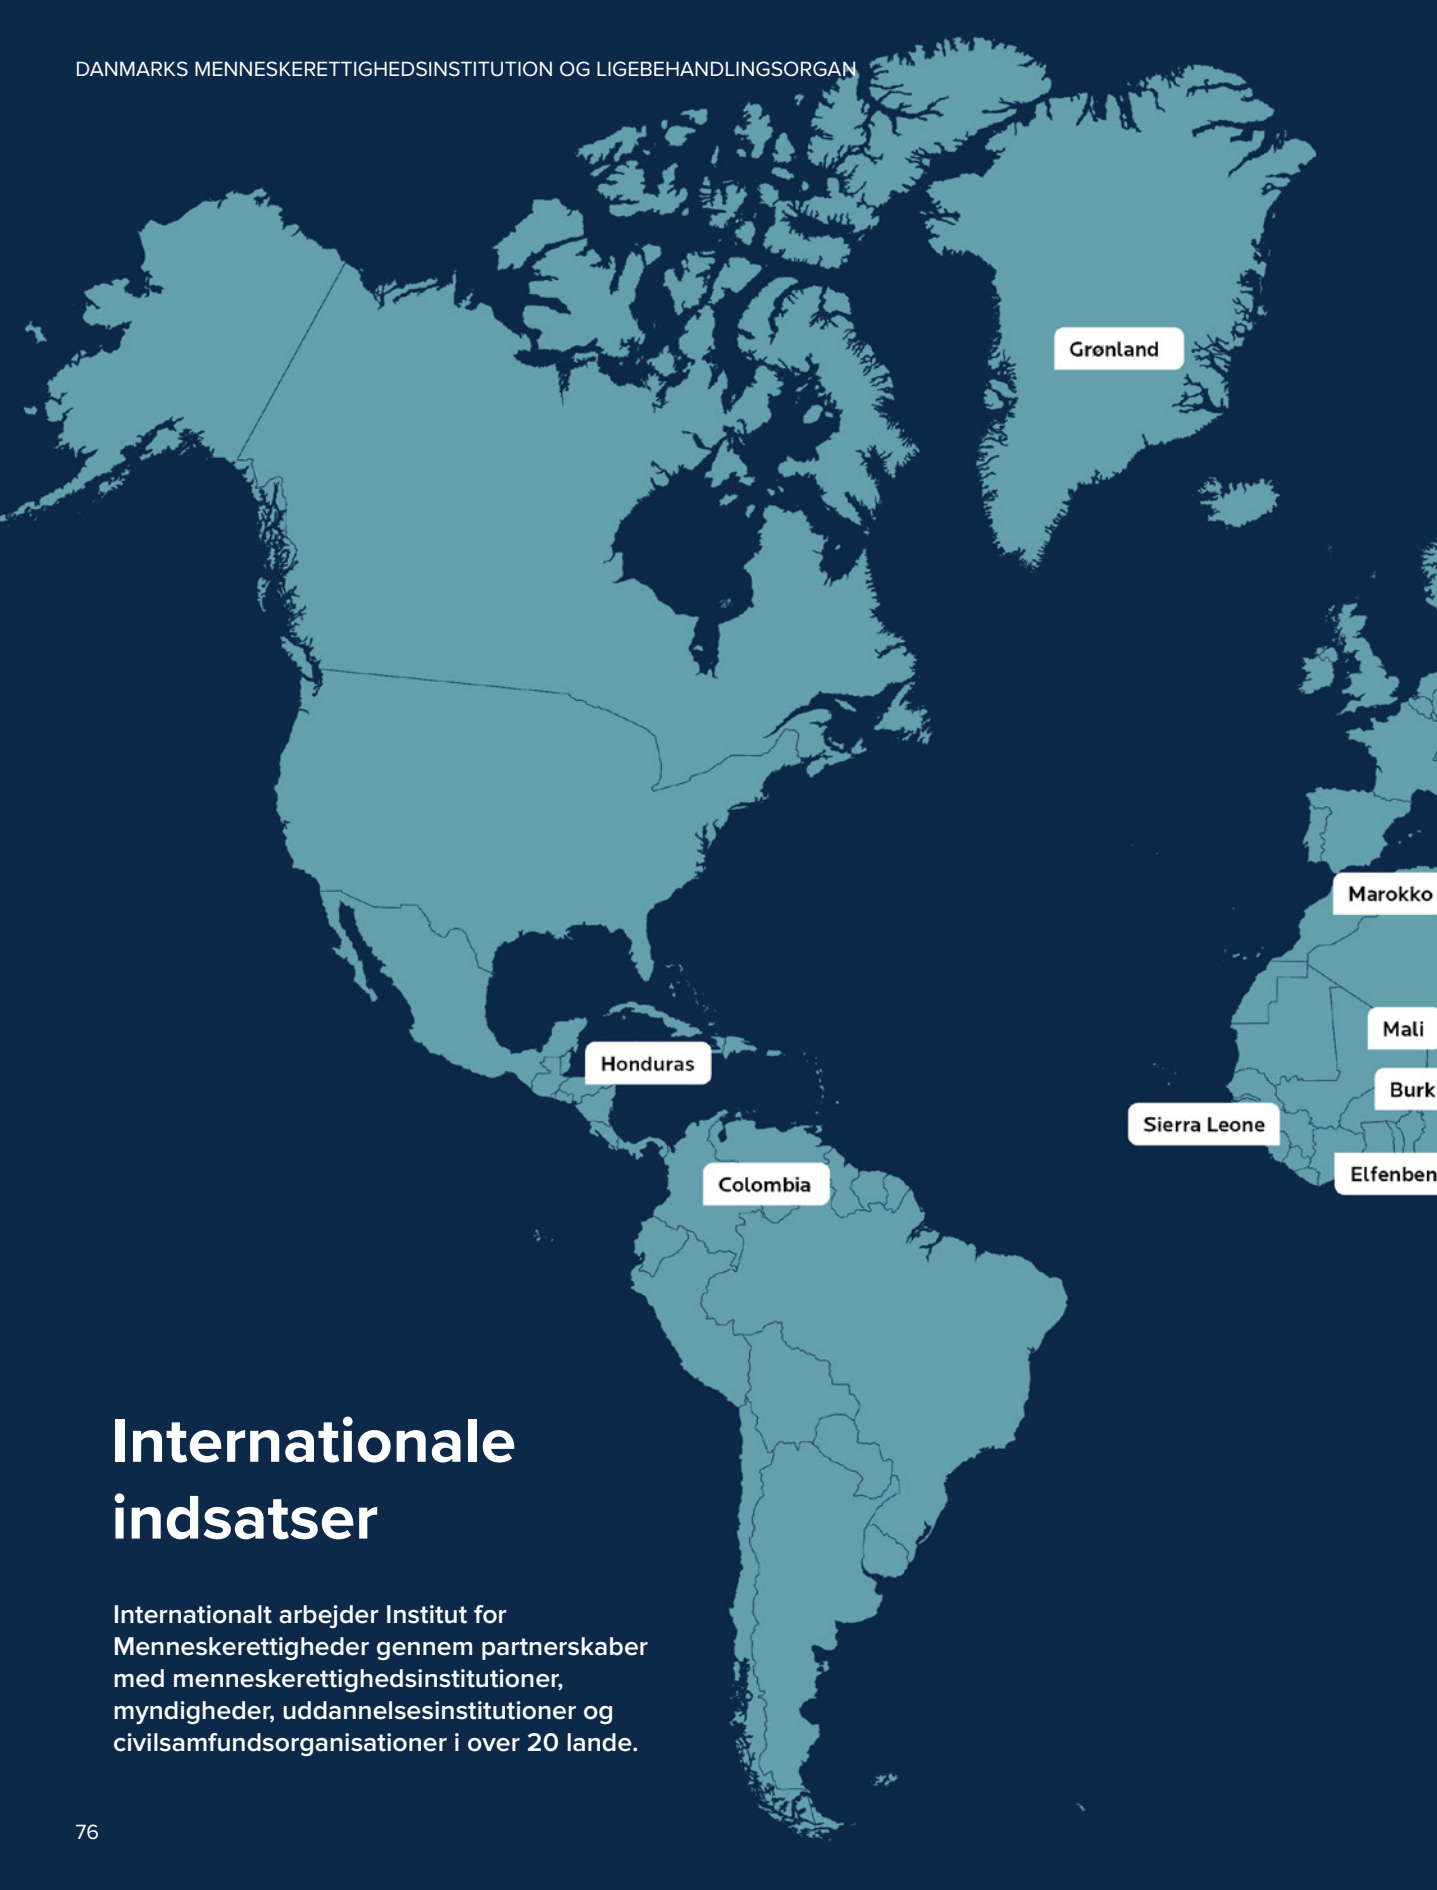 DANMARKS MENNESKERETTIGHEDSINSTITUTION OG LIGEBEHANDLINGSORGAN
Grønland
Marokko
Mali
Honduras
Burk
Sierra Leone
Elfenben
Colombia
Internationale
indsatser
Internationalt arbejder Institut for
Menneskerettigheder gennem partnerskaber
med menneskerettighedsinstitutioner,
myndigheder, uddannelsesinstitutioner og
civilsamfundsorganisationer i over 20 lande.
76